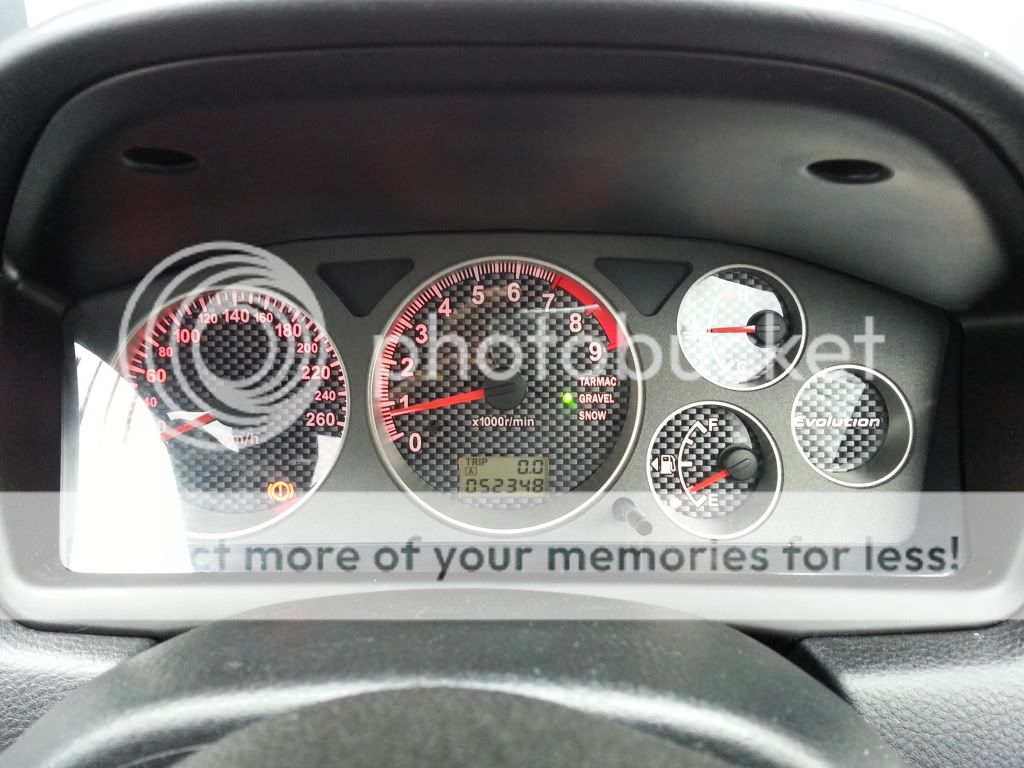 0
40
60
80
100
120
140
160
180
200
220
240
260
km/h
0
1
2
3
4
5
6
7
8
9
x1000r/min
TARMAC
GRAVEL
SNOW
TRIP 0.0
A
052348
C
F
E
Evolution
photobucket
ct more of your memories for less!